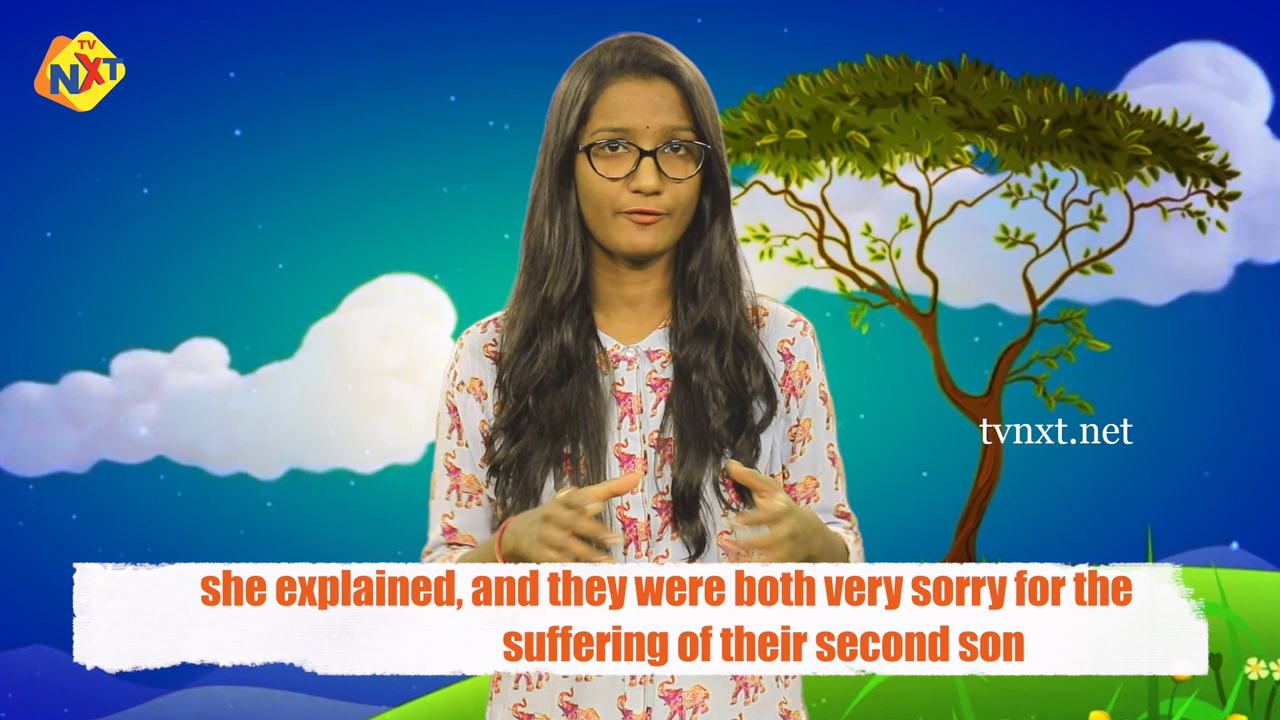 TV
NXT
tvnxt.net
she explained, and they were both very sorry for the
suffering of their second son